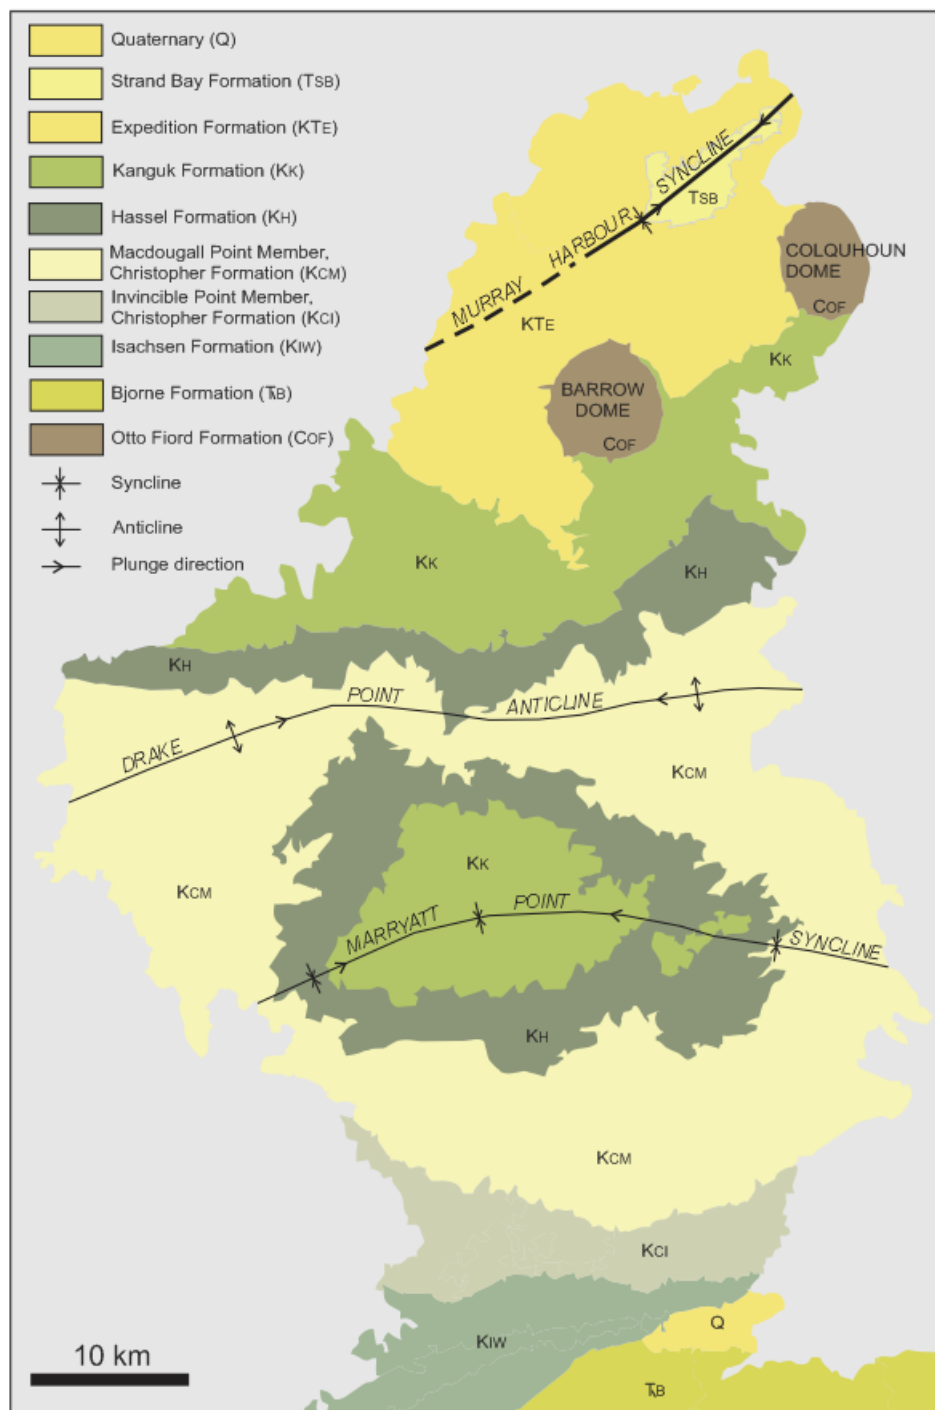 Quaternary (Q)
Strand Bay Formation (TSB)
Expedition Formation (KTE)
Kanguk Formation (KK)
Hassel Formation (KH)
Macdougall Point Member,
Christopher Formation (KCM)
Invincible Point Member,
Christopher Formation (KCI)
Isachsen Formation (KIW)
Bjorne Formation (TRB)
Otto Fiord Formation (COF)
Syncline
Anticline
Plunge direction
MURRAY HARBOUR SYNCLINE
TSB
COLQUHOUN
DOME
COF
KTE
KK
BARROW
DOME
COF
KK
KH
KH
DRAKE POINT ANTICLINE
KCM
KK
KCM
MARRYATT POINT SYNCLINE
KH
KCM
KCI
Q
KIW
10 km
TRB